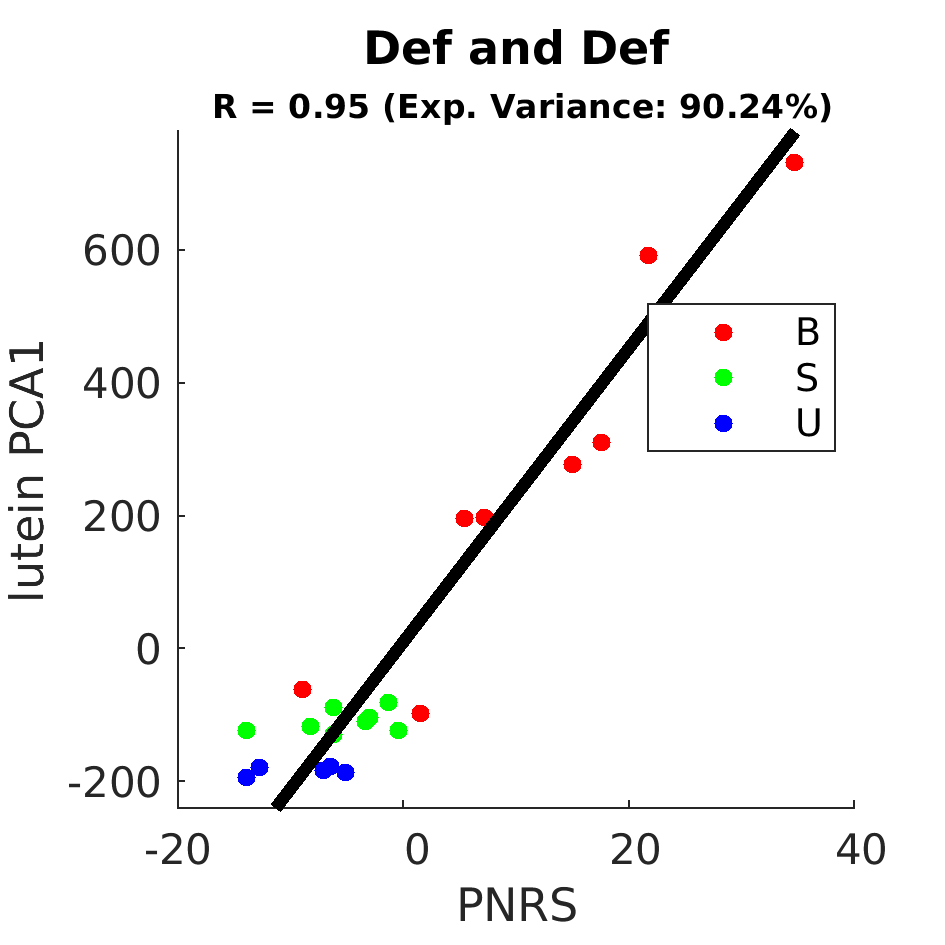 Def and Def
R = 0.95 (Exp. Variance: 90.24%)
600
400
200
0
-200
lutein PCA1
B
S
U
-20 0 20 40
PNRS